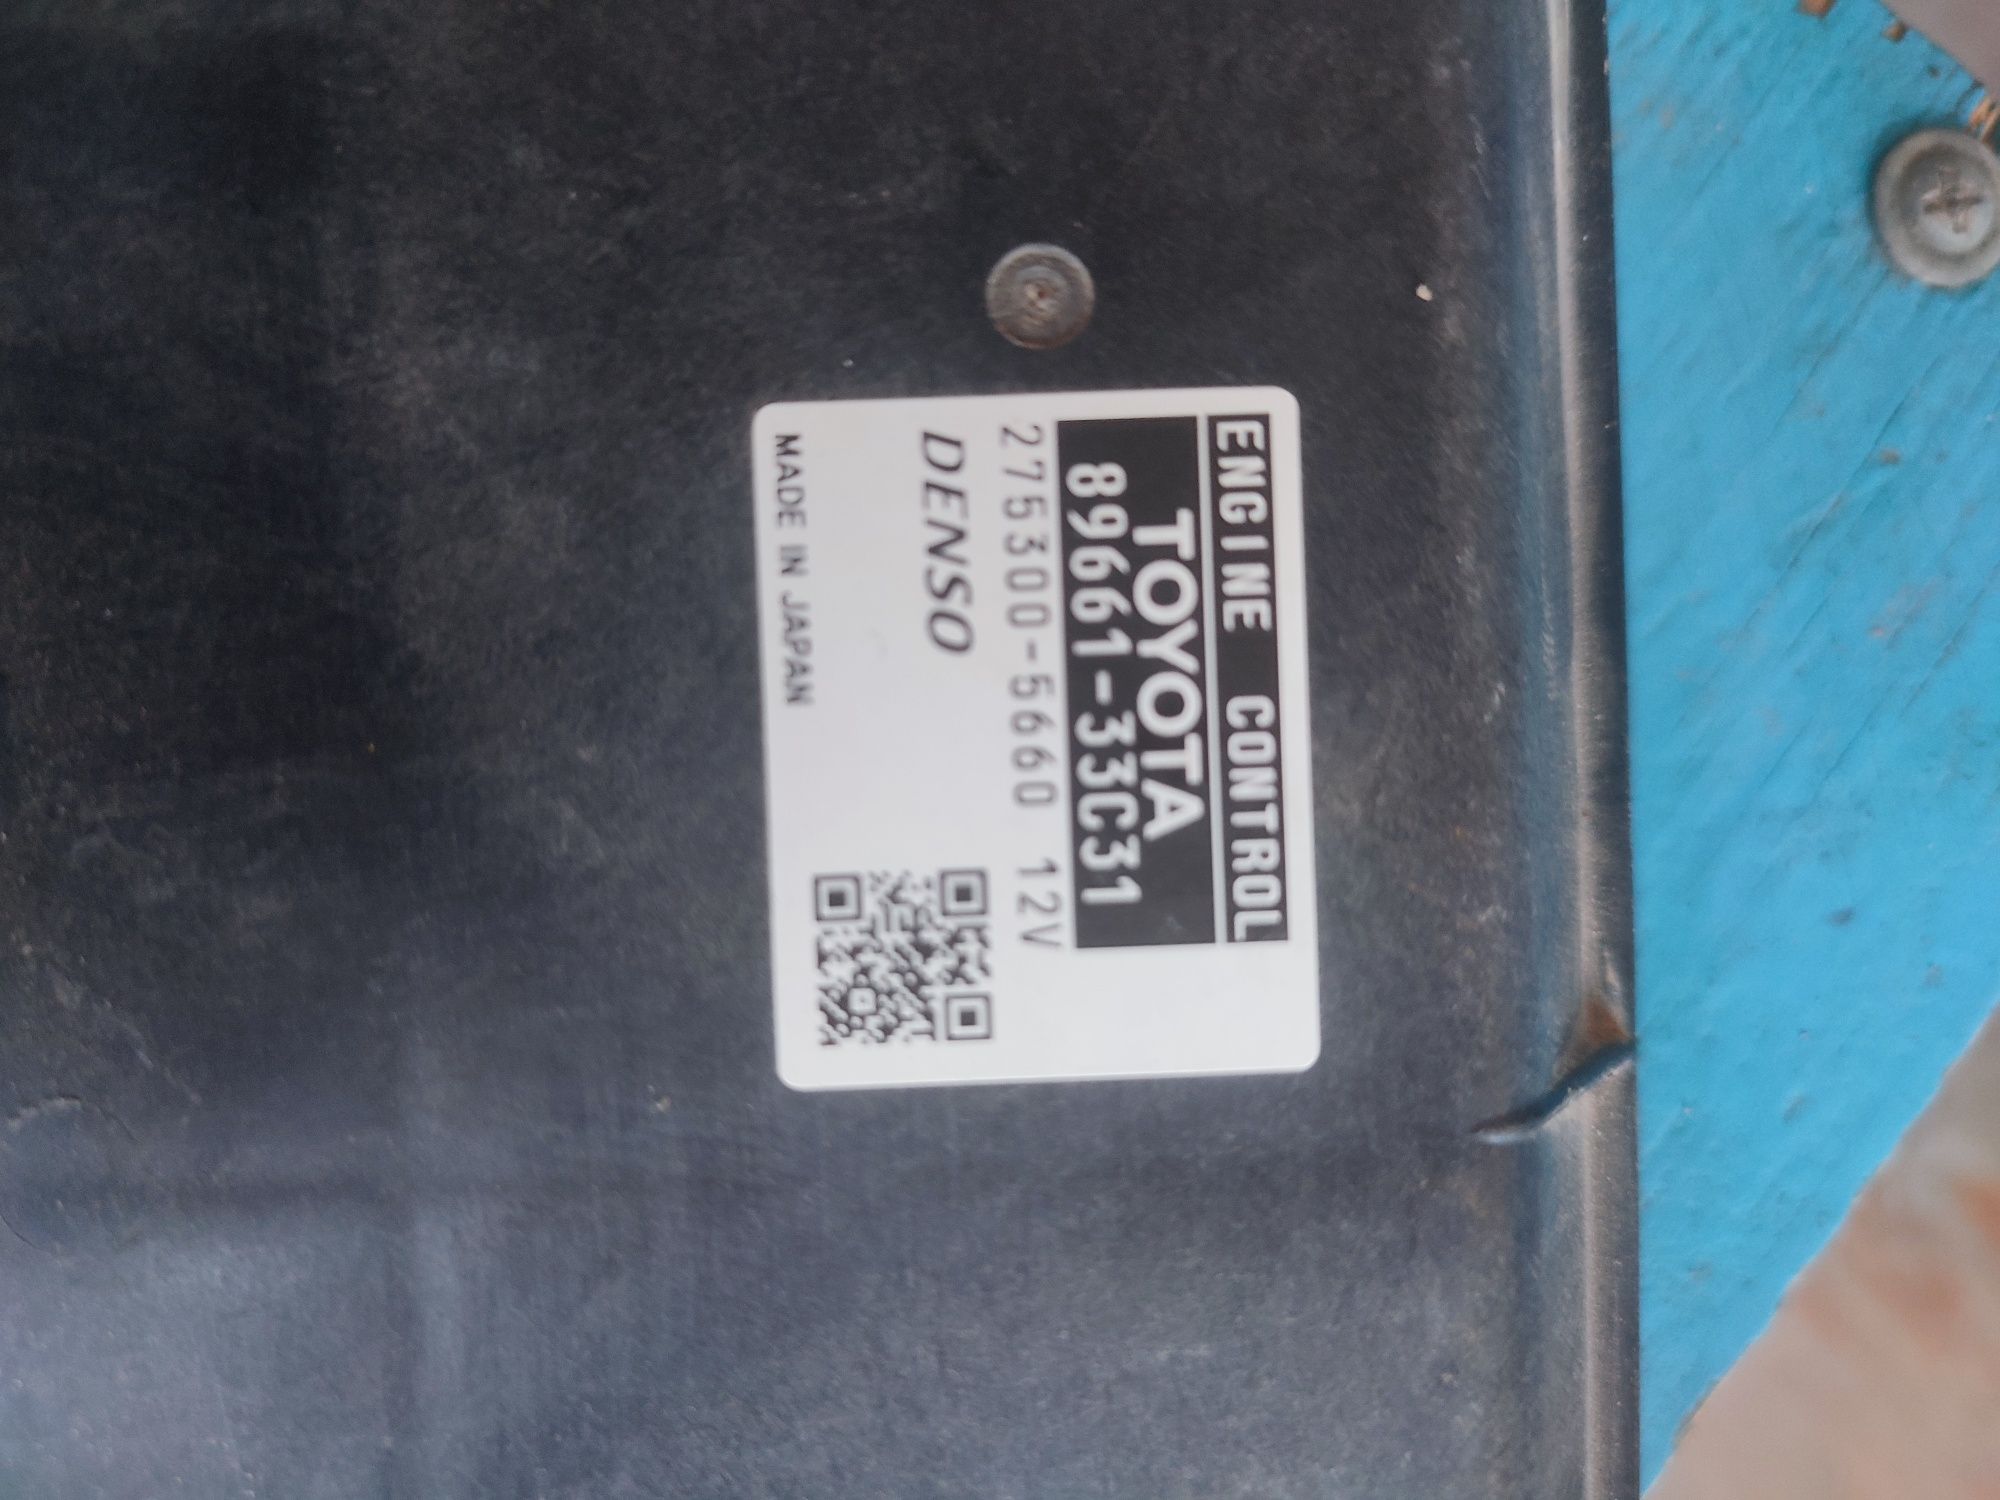 ENGINE CONTROL
TOYOTA
89661-33C31
275300-5660 12V
DENSO
MADE IN JAPAN